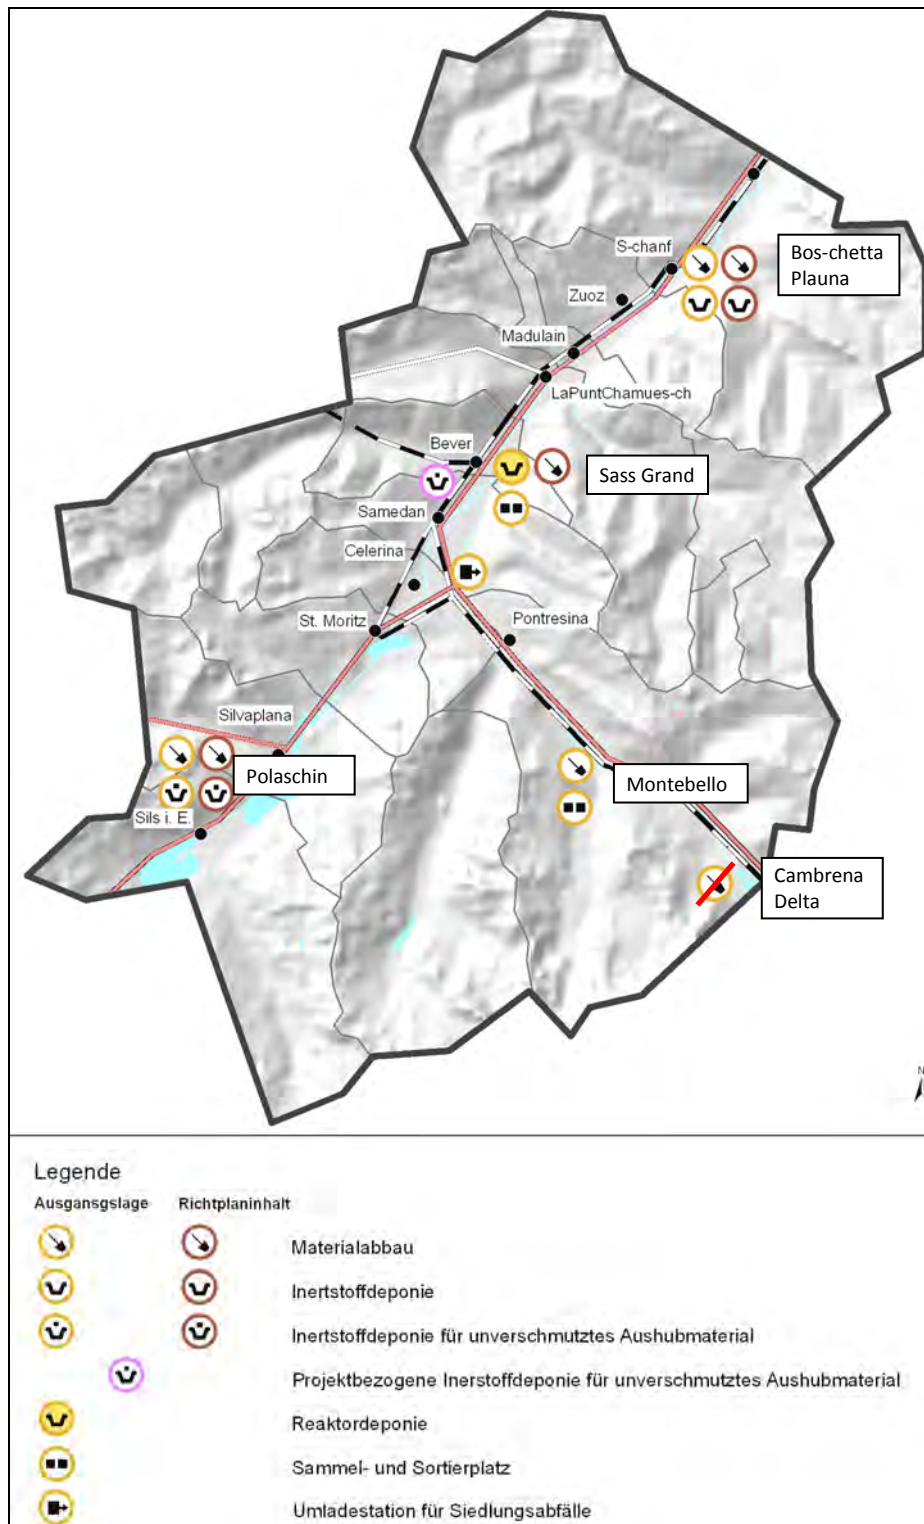 S-chanf
Bos-chetta
Plauna
Zuoz
Madulain
LaPuntChamues-ch
Bever
Sass Grand
Samedan
Celerina
St. Moritz
Pontresina
Silvaplana
Polaschin
Montebello
Sils i. E.
Cambrena
Delta
N
Legende
Ausgansgslage Richtplaninhalt
Materialabbau
Inertstoffdeponie
Inertstoffdeponie für unverschmutztes Aushubmaterial
Projektbezogene Inerstoffdeponie für unverschmutztes Aushubmaterial
Reaktordeponie
Sammel- und Sortierplatz
Umladestation für Siedlungsabfälle